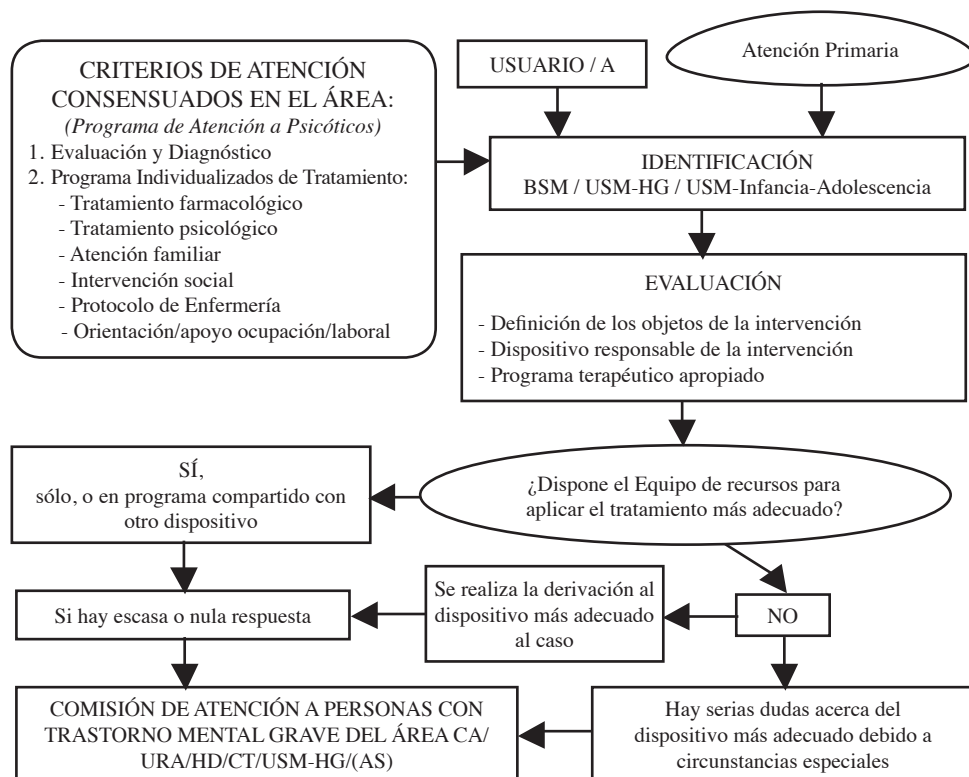 CRITERIOS DE ATENCIÓN
CONSENSUADOS EN EL ÁREA:
(Programa de Atención a Psicóticos)
1. Evaluación y Diagnóstico
2. Programa Individualizados de Tratamiento:
- Tratamiento farmacológico
- Tratamiento psicológico
- Atención familiar
- Intervención social
- Protocolo de Enfermería
- Orientación/apoyo ocupación/laboral
USUARIO / A
Atención Primaria
IDENTIFICACIÓN
BSM / USM-HG / USM-Infancia-Adolescencia
EVALUACIÓN
- Definición de los objetos de la intervención
- Dispositivo responsable de la intervención
- Programa terapéutico apropiado
¿Dispone el Equipo de recursos para
aplicar el tratamiento más adecuado?
SÍ,
sólo, o en programa compartido con
otro dispositivo
NO
Se realiza la derivación al
dispositivo más adecuado
al caso
Si hay escasa o nula respuesta
Hay serias dudas acerca del
dispositivo más adecuado debido a
circunstancias especiales
COMISIÓN DE ATENCIÓN A PERSONAS CON
TRASTORNO MENTAL GRAVE DEL ÁREA CA/
URA/HD/CT/USM-HG/(AS)